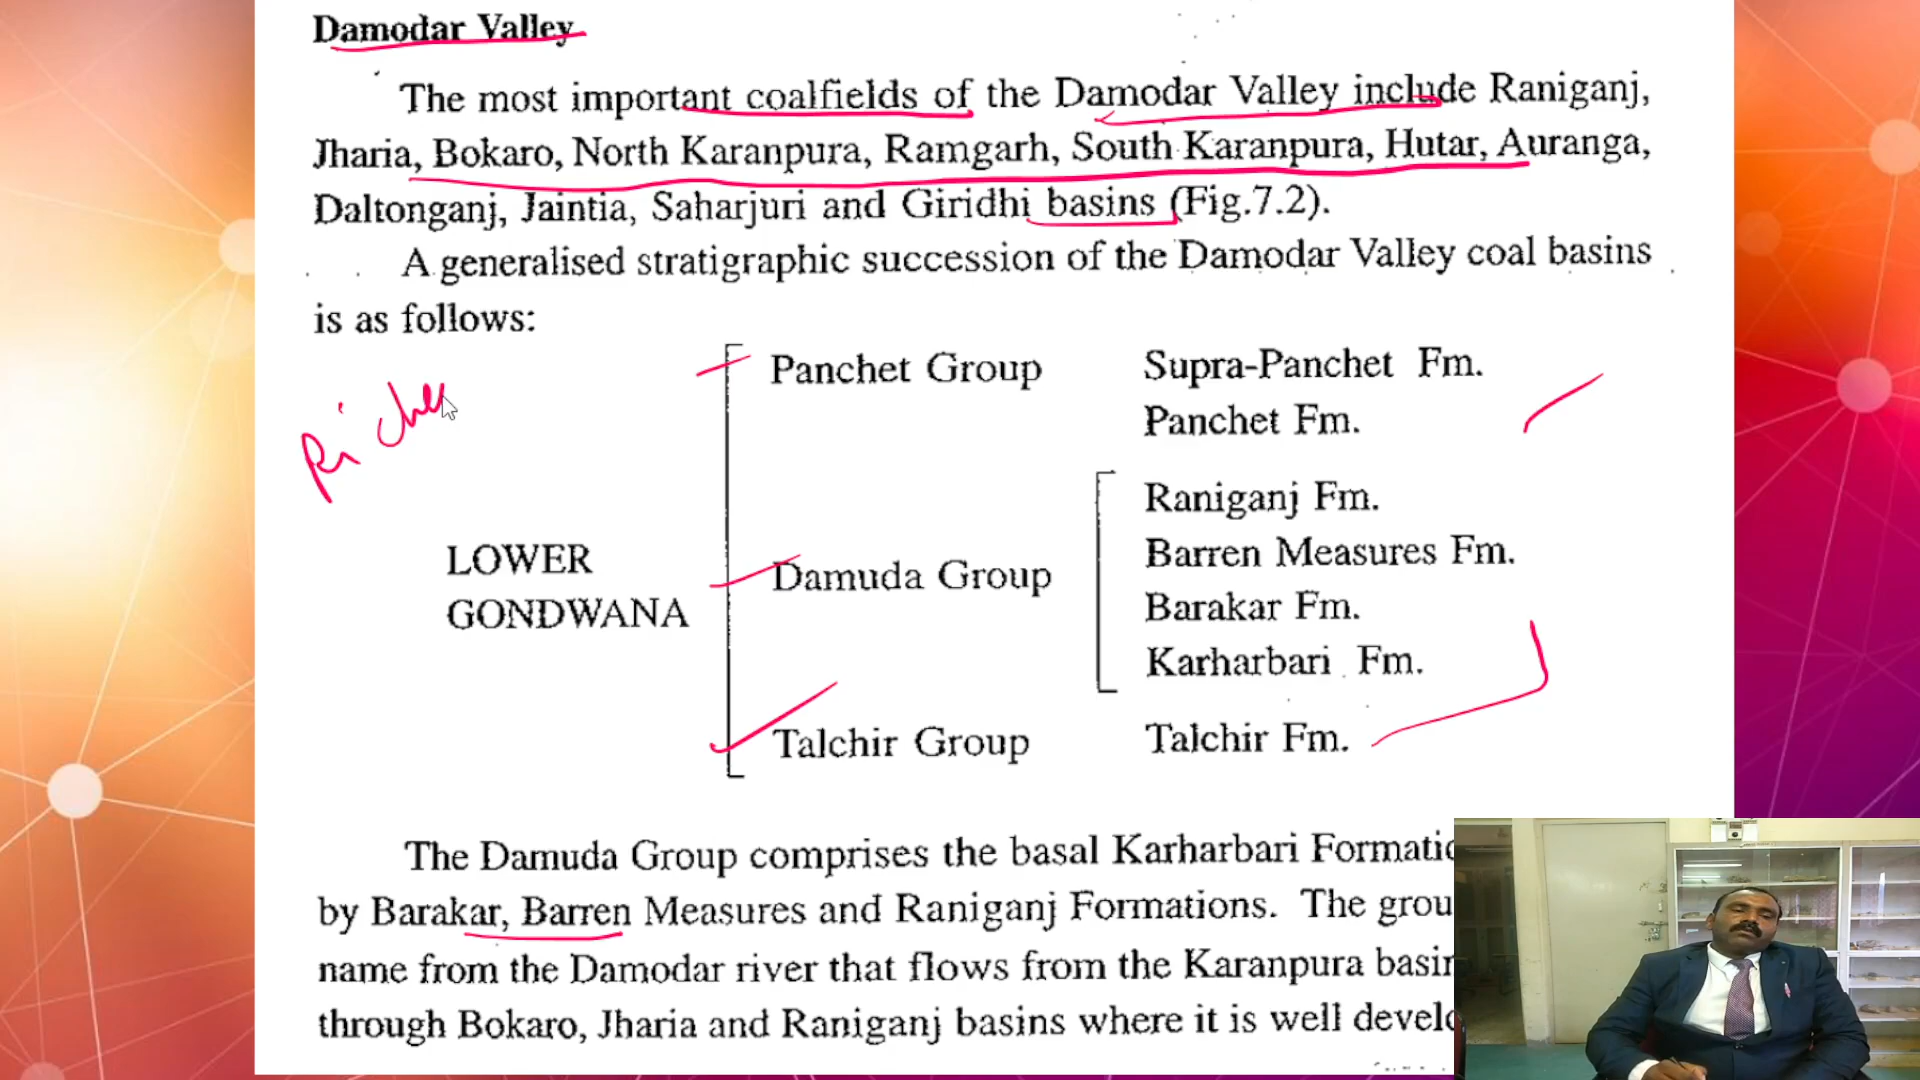 Damodar Valley
The most important coalfields of the Damodar Valley include Raniganj,
Jharia, Bokaro, North Karanpura, Ramgarh, South Karanpura, Hutar, Auranga,
Daltonganj, Jaintia, Saharjuri and Giridhi basins (Fig.7.2).
A generalised stratigraphic succession of the Damodar Valley coal basins
is as follows:
Panchet Group Supra-Panchet Fm.
Panchet Fm.
Raniganj Fm.
LOWER Barren Measures Fm.
GONDWANA Damuda Group Barakar Fm.
Karharbari Fm.
Talchir Group Talchir Fm.
The Damuda Group comprises the basal Karharbari Formatic
by Barakar, Barren Measures and Raniganj Formations. The grou
name from the Damodar river that flows from the Karanpura basin
through Bokaro, Jharia and Raniganj basins where it is well develo